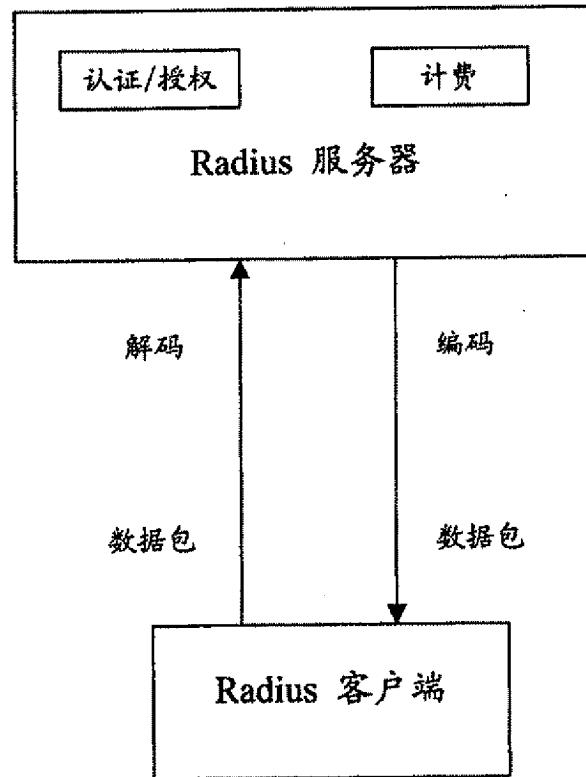 认证/授权
计费
Radius 服务器
解码
编码
数据包
数据包
Radius 客户端